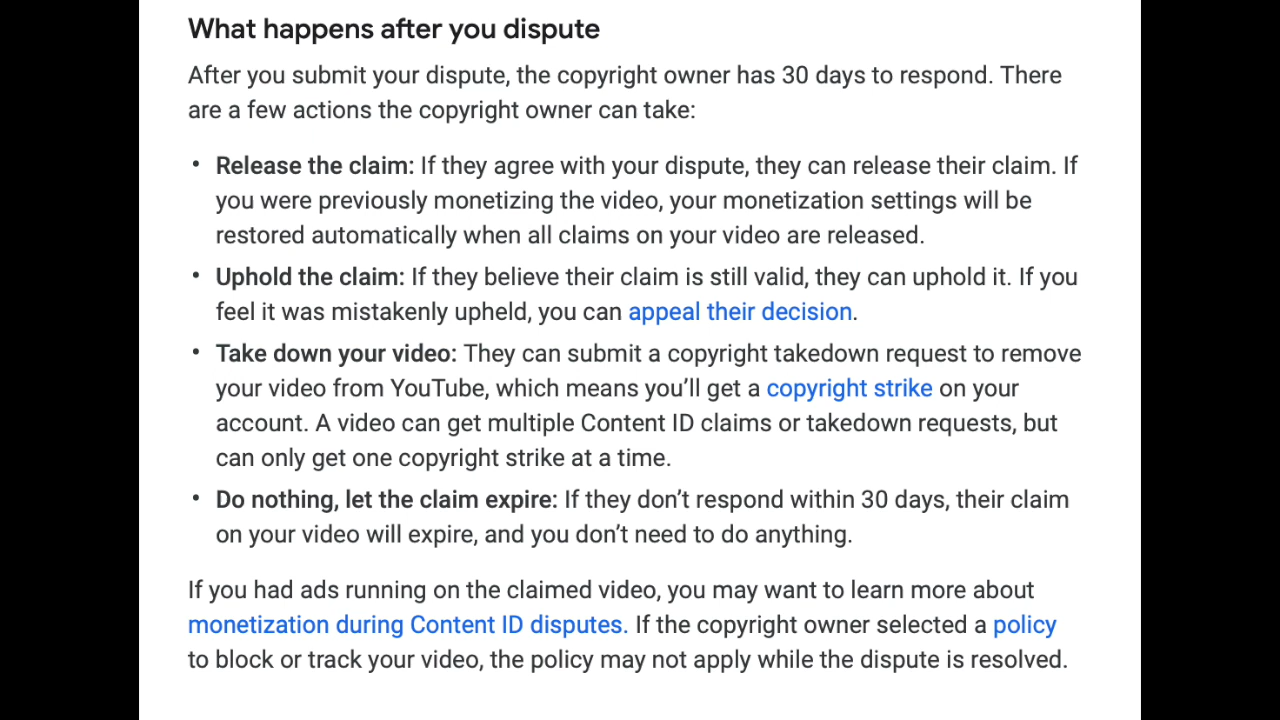 What happens after you dispute
After you submit your dispute, the copyright owner has 30 days to respond. There
are a few actions the copyright owner can take:
• Release the claim: If they agree with your dispute, they can release their claim. If
you were previously monetizing the video, your monetization settings will be
restored automatically when all claims on your video are released.
• Uphold the claim: If they believe their claim is still valid, they can uphold it. If you
feel it was mistakenly upheld, you can appeal their decision.
• Take down your video: They can submit a copyright takedown request to remove
your video from YouTube, which means you’ll get a copyright strike on your
account. A video can get multiple Content ID claims or takedown requests, but
can only get one copyright strike at a time.
• Do nothing, let the claim expire: If they don’t respond within 30 days, their claim
on your video will expire, and you don’t need to do anything.
If you had ads running on the claimed video, you may want to learn more about
monetization during Content ID disputes. If the copyright owner selected a policy
to block or track your video, the policy may not apply while the dispute is resolved.